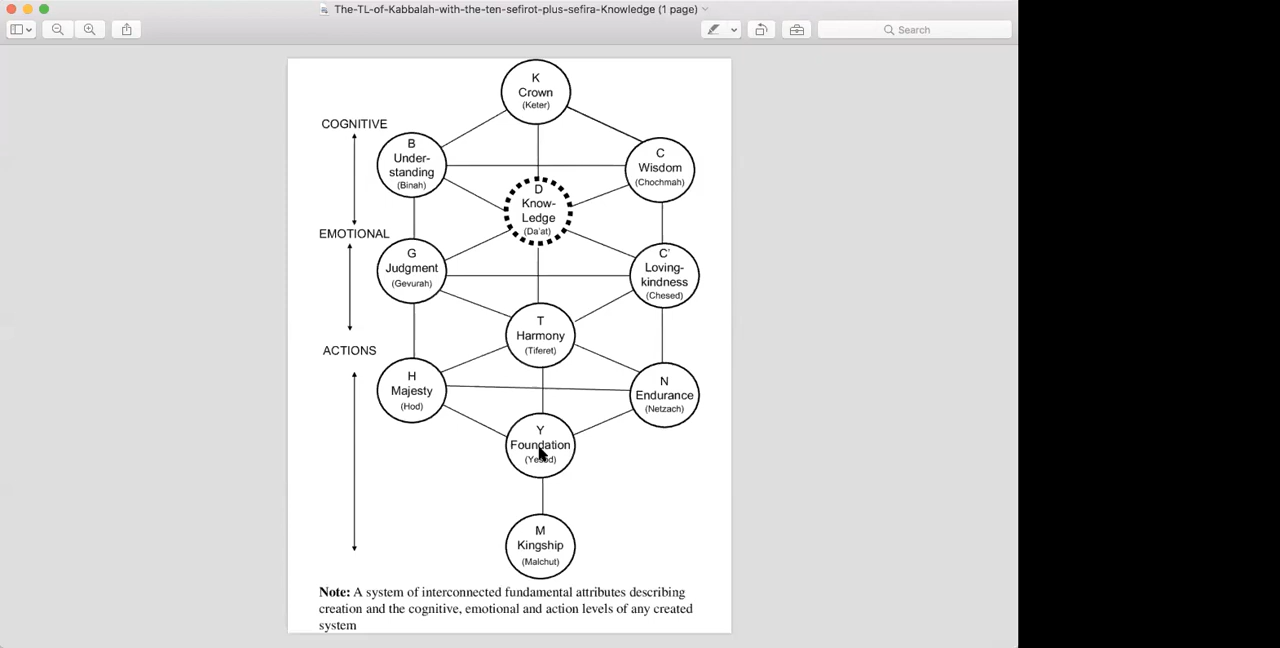 The-TL-of-Kabbalah-with-the-ten-sefirot-plus-sefira-Knowledge (1 page)
Search
K
Crown
(Keter)
COGNITIVE
B
Under-
standing
(Binah)
C
Wisdom
(Chochmah)
D
Know-
Ledge
(Da'at)
EMOTIONAL
G
Judgment
(Gevurah)
C'
Loving-
kindness
(Chesed)
T
Harmony
(Tiferet)
ACTIONS
H
Majesty
(Hod)
N
Endurance
(Netzach)
Y
Foundation
(Yesod)
M
Kingship
(Malchut)
Note: A system of interconnected fundamental attributes describing
creation and the cognitive, emotional and action levels of any created
system